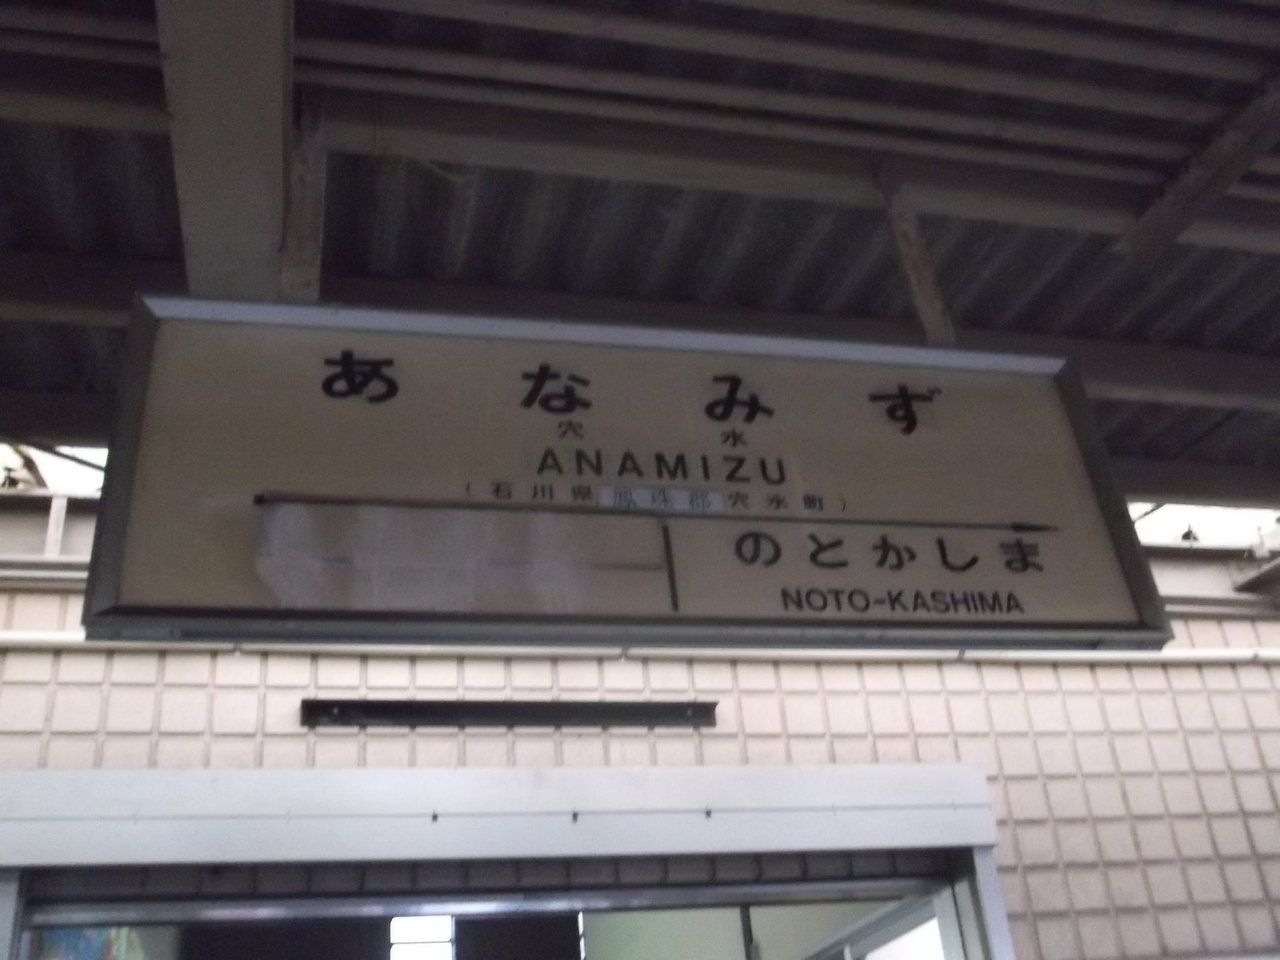 あなみず
穴 水
ANAMIZU
(石川県鳳珠郡穴水町)
のとかしま
NOTO-KASHIMA